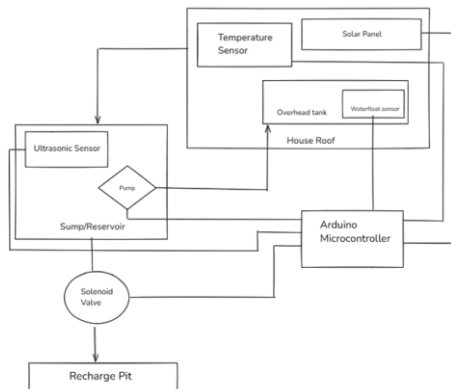 Temperature
Sensor
Solar Panel
Waterfloat sensor
Overhead tank
House Roof
Ultrasonic Sensor
Pump
Sump/Reservoir
Arduino
Microcontroller
Solenoid
Valve
Recharge Pit